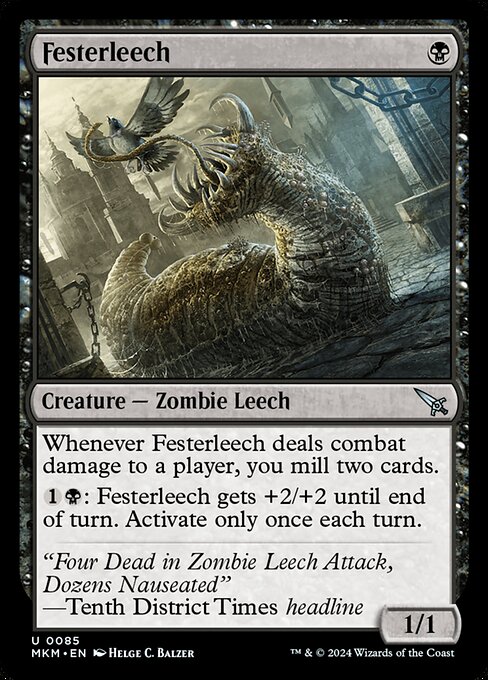 Festerleech
Creature — Zombie Leech
Whenever Festerleech deals combat
damage to a player, you mill two cards.
1: Festerleech gets +2/+2 until end
of turn. Activate only once each turn.
“Four Dead in Zombie Leech Attack,
Dozens Nauseated”
—Tenth District Times headline
1/1
U 0085
MKM • EN Helge C. Balzer
™ & © 2024 Wizards of the Coast